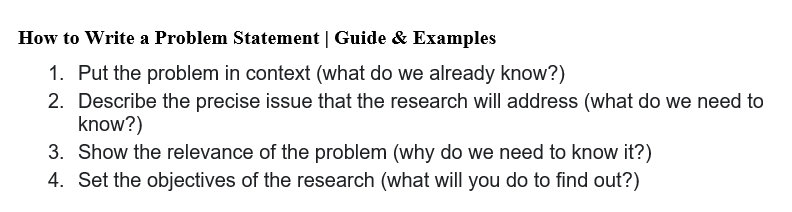 How to Write a Problem Statement | Guide & Examples
1. Put the problem in context (what do we already know?)
2. Describe the precise issue that the research will address (what do we need to
know?)
3. Show the relevance of the problem (why do we need to know it?)
4. Set the objectives of the research (what will you do to find out?)